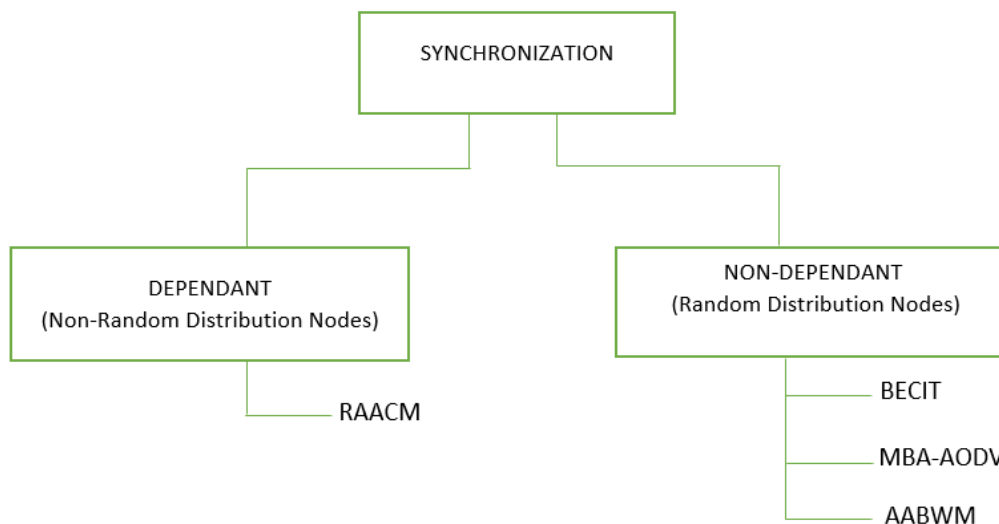 SYNCHRONIZATION
DEPENDANT
(Non-Random Distribution Nodes)
NON-DEPENDANT
(Random Distribution Nodes)
RAACM
BECIT
MBA-AODV
AABWM